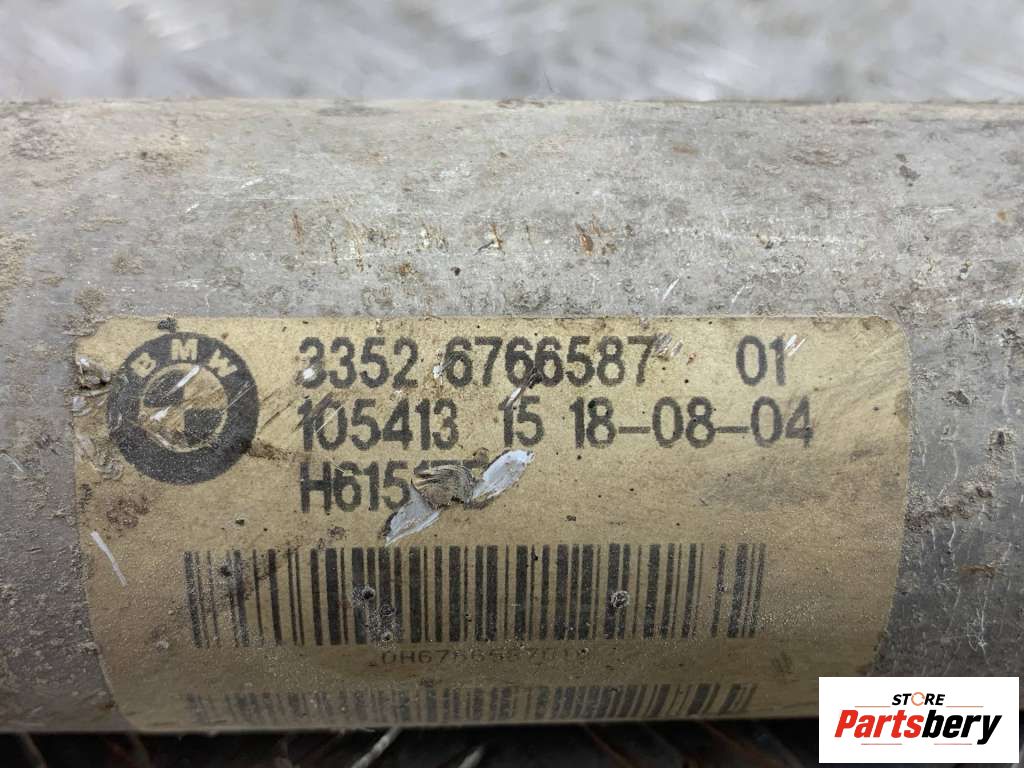 BMW
3352 6766587 01
105413 15 18-08-04
STORE
Partsbery